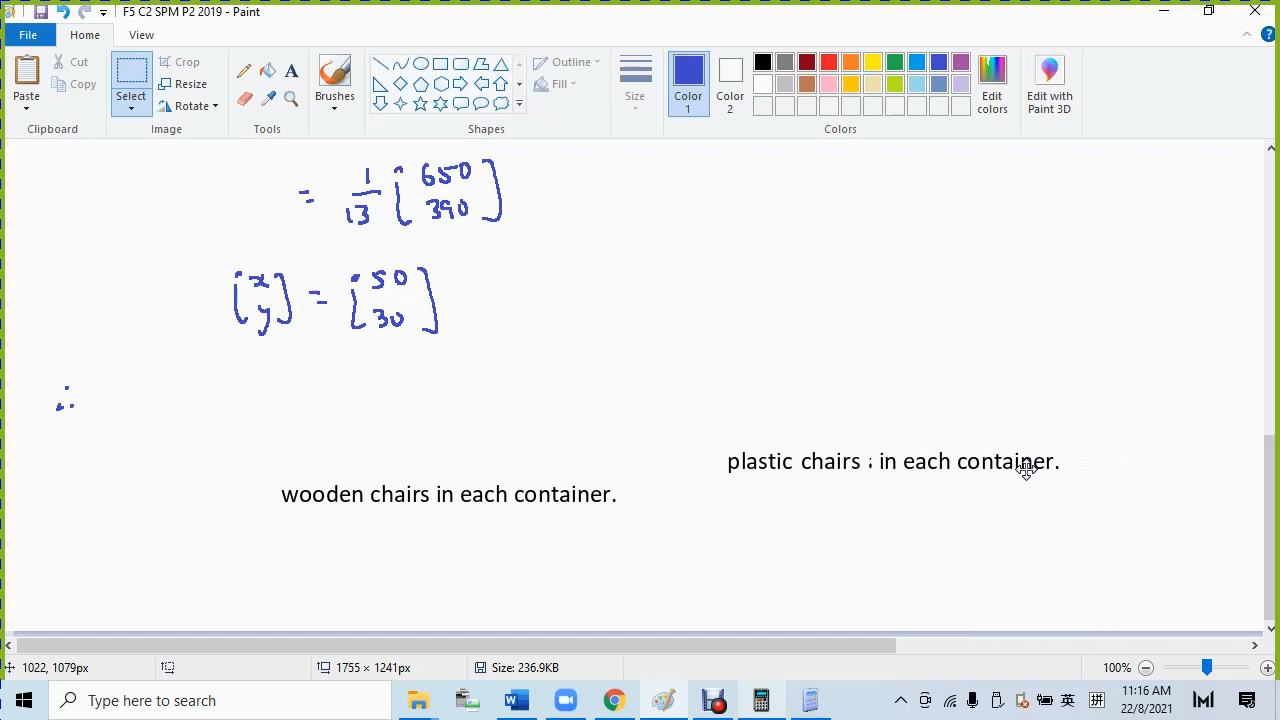 F5 C2 SPM P2 2019 - Paint
File Home View
Paste
Cut
Copy
Clipboard
Select
Crop
Resize
Rotate
Image
Tools
Brushes
Shapes
Outline
Fill
Size
Color 1
Color 2
Edit colors
Colors
Edit with Paint 3D
= 1/13 [650
390]
[x
y] = [50
30]
∴
plastic chairs in each container.
wooden chairs in each container.
1022, 1079px
1755 × 1241px
Size: 236.9KB
100%
Type here to search
英
拼
11:16 AM
22/8/2021